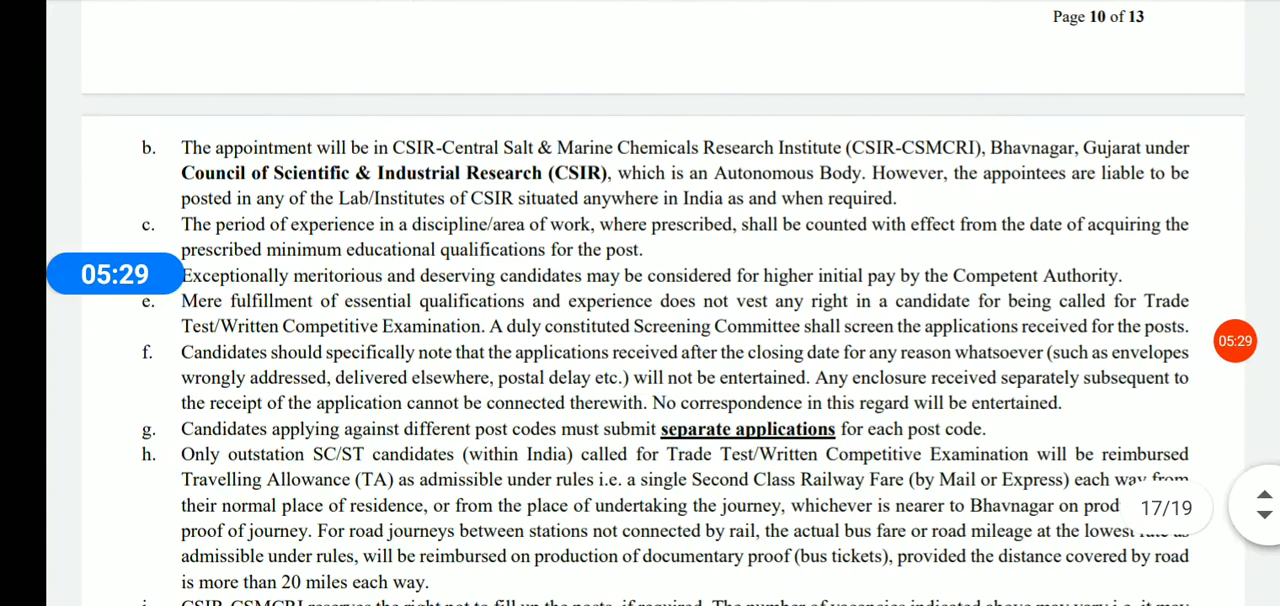 Page 10 of 13
b. The appointment will be in CSIR-Central Salt & Marine Chemicals Research Institute (CSIR-CSMCRI), Bhavnagar, Gujarat under
Council of Scientific & Industrial Research (CSIR), which is an Autonomous Body. However, the appointees are liable to be
posted in any of the Lab/Institutes of CSIR situated anywhere in India as and when required.
c. The period of experience in a discipline/area of work, where prescribed, shall be counted with effect from the date of acquiring the
prescribed minimum educational qualifications for the post.
05:29 Exceptionally meritorious and deserving candidates may be considered for higher initial pay by the Competent Authority.
e. Mere fulfillment of essential qualifications and experience does not vest any right in a candidate for being called for Trade
Test/Written Competitive Examination. A duly constituted Screening Committee shall screen the applications received for the posts.
05:29
f. Candidates should specifically note that the applications received after the closing date for any reason whatsoever (such as envelopes
wrongly addressed, delivered elsewhere, postal delay etc.) will not be entertained. Any enclosure received separately subsequent to
the receipt of the application cannot be connected therewith. No correspondence in this regard will be entertained.
g. Candidates applying against different post codes must submit separate applications for each post code.
h. Only outstation SC/ST candidates (within India) called for Trade Test/Written Competitive Examination will be reimbursed
Travelling Allowance (TA) as admissible under rules i.e. a single Second Class Railway Fare (by Mail or Express) each way from
their normal place of residence, or from the place of undertaking the journey, whichever is nearer to Bhavnagar on prod
17/19
proof of journey. For road journeys between stations not connected by rail, the actual bus fare or road mileage at the lowest
admissible under rules, will be reimbursed on production of documentary proof (bus tickets), provided the distance covered by road
is more than 20 miles each way.